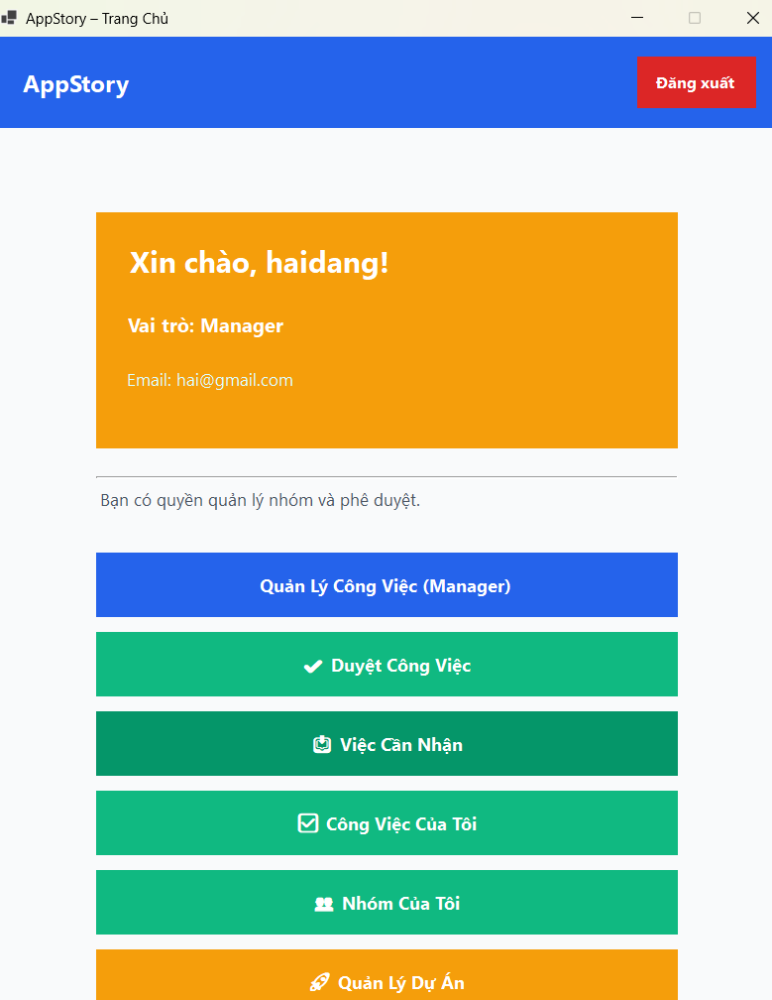 AppStory – Trang Chủ
AppStory
Đăng xuất
Xin chào, haidang!
Vai trò: Manager
Email: hai@gmail.com
Bạn có quyền quản lý nhóm và phê duyệt.
Quản Lý Công Việc (Manager)
Duyệt Công Việc
Việc Cần Nhận
Công Việc Của Tôi
Nhóm Của Tôi
Quản Lý Dự Án